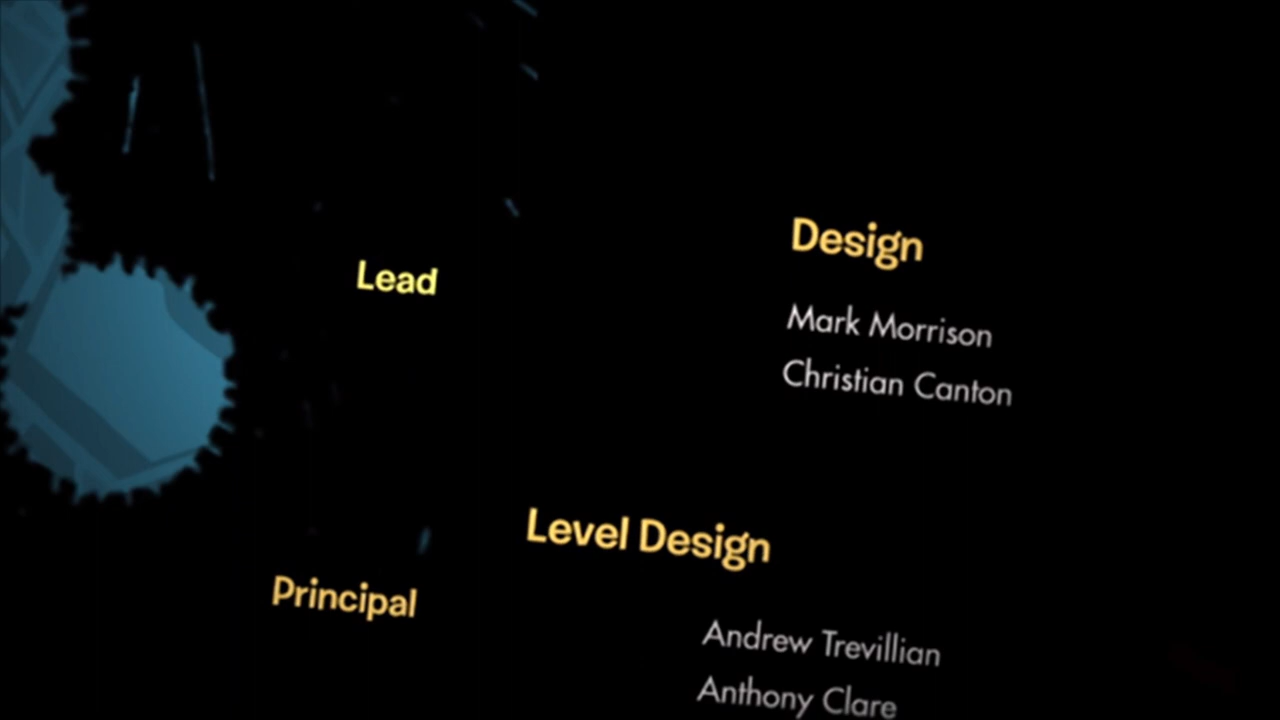 Design
Lead
Mark Morrison
Christian Canton
Level Design
Principal
Andrew Trevillian
Anthony Clare